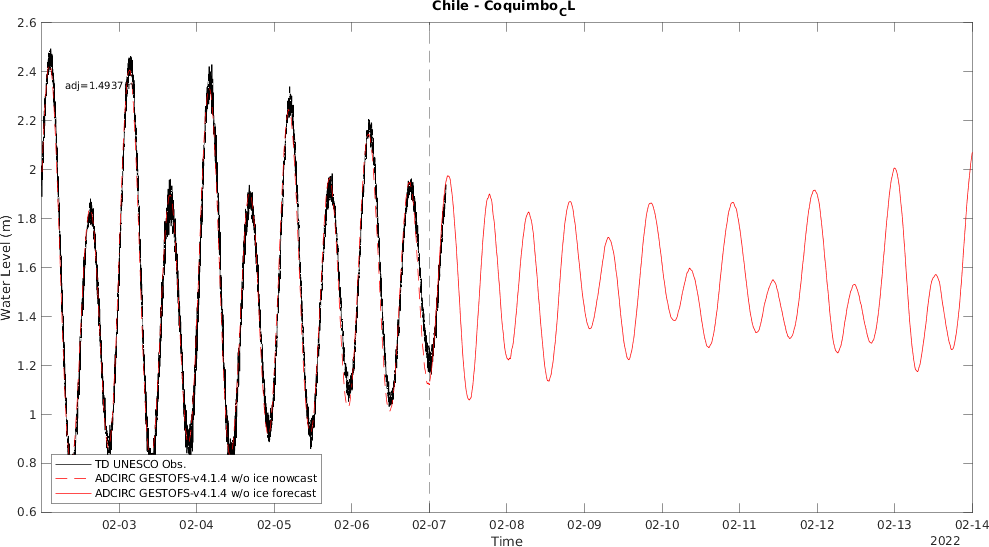 Chile - Coquimbo_CL
2.6
2.4
adj=1.4937
2.2
2
1.8
1.6
Water Level (m)
1.4
1.2
1
0.8
0.6
TD UNESCO Obs.
ADCIRC GESTOFS-v4.1.4 w/o ice nowcast
ADCIRC GESTOFS-v4.1.4 w/o ice forecast
02-03 02-04 02-05 02-06 02-07 02-08 02-09 02-10 02-11 02-12 02-13 02-14
Time
2022